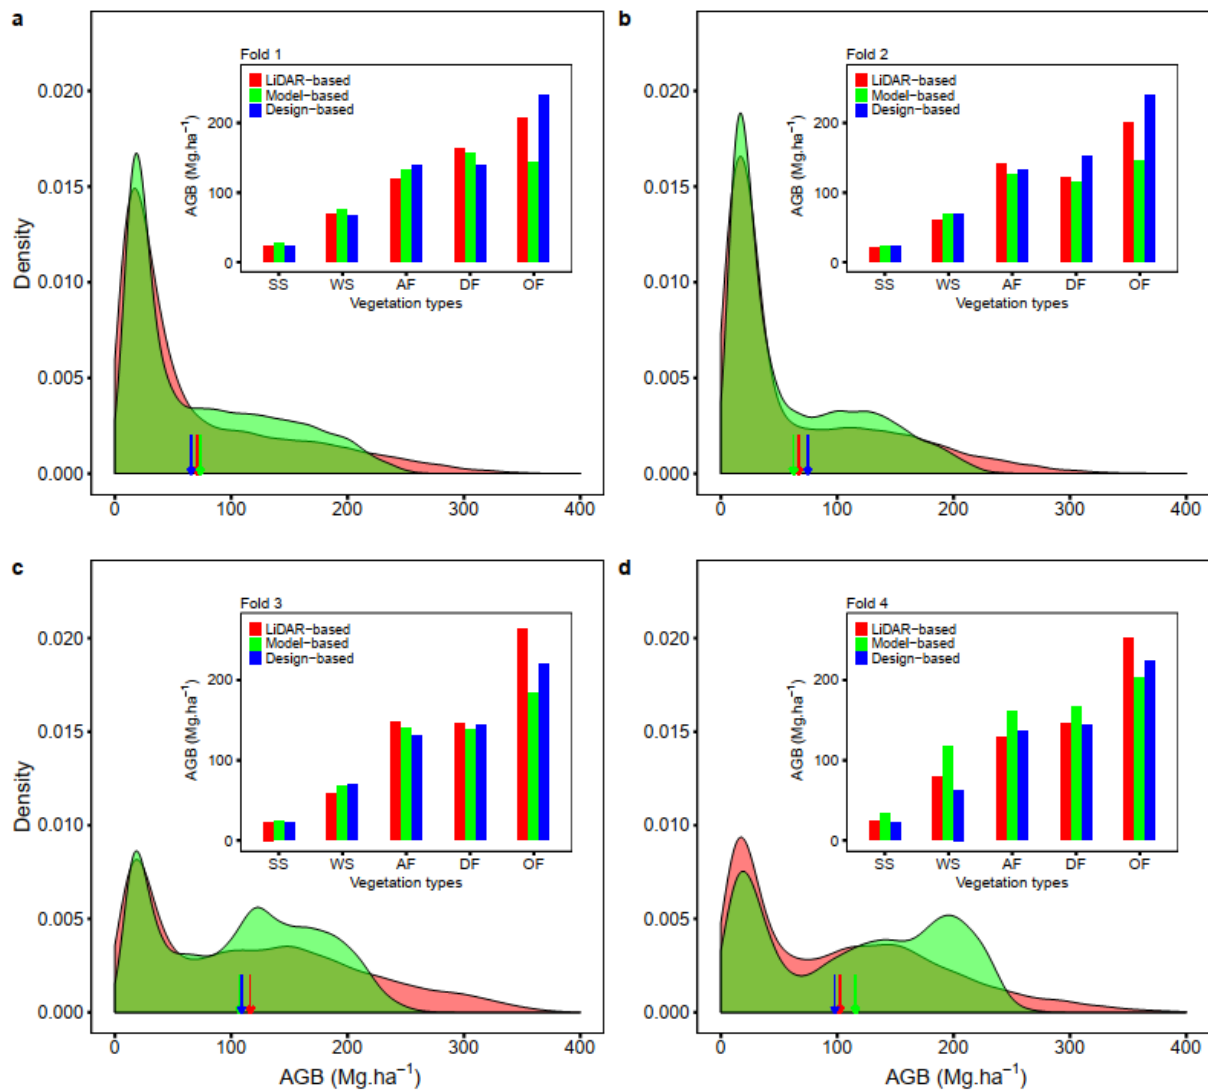 a
Fold 1
LiDAR−based
Model−based
Design−based
AGB (Mg.ha⁻¹)
200
100
0
SS WS AF DF OF
Vegetation types
Density
0.020
0.015
0.010
0.005
0.000
0 100 200 300 400
b
Fold 2
LiDAR−based
Model−based
Design−based
AGB (Mg.ha⁻¹)
200
100
0
SS WS AF DF OF
Vegetation types
0.020
0.015
0.010
0.005
0.000
0 100 200 300 400
c
Fold 3
LiDAR−based
Model−based
Design−based
AGB (Mg.ha⁻¹)
200
100
0
SS WS AF DF OF
Vegetation types
Density
0.020
0.015
0.010
0.005
0.000
0 100 200 300 400
AGB (Mg.ha⁻¹)
d
Fold 4
LiDAR−based
Model−based
Design−based
AGB (Mg.ha⁻¹)
200
100
0
SS WS AF DF OF
Vegetation types
0.020
0.015
0.010
0.005
0.000
0 100 200 300 400
AGB (Mg.ha⁻¹)